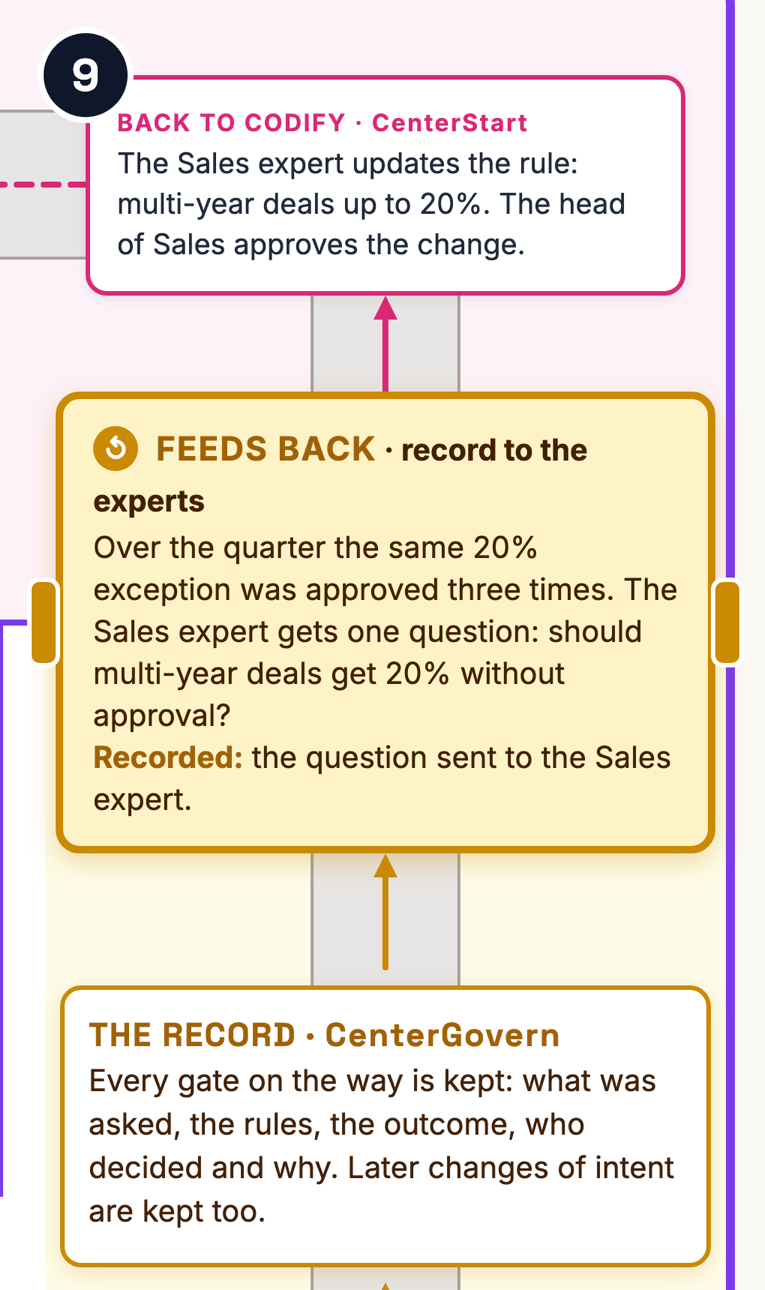 9
BACK TO CODIFY · CenterStart
The Sales expert updates the rule:
multi-year deals up to 20%. The head
of Sales approves the change.
FEEDS BACK · record to the
experts
Over the quarter the same 20%
exception was approved three times. The
Sales expert gets one question: should
multi-year deals get 20% without
approval?
Recorded: the question sent to the Sales
expert.
THE RECORD · CenterGovern
Every gate on the way is kept: what was
asked, the rules, the outcome, who
decided and why. Later changes of intent
are kept too.